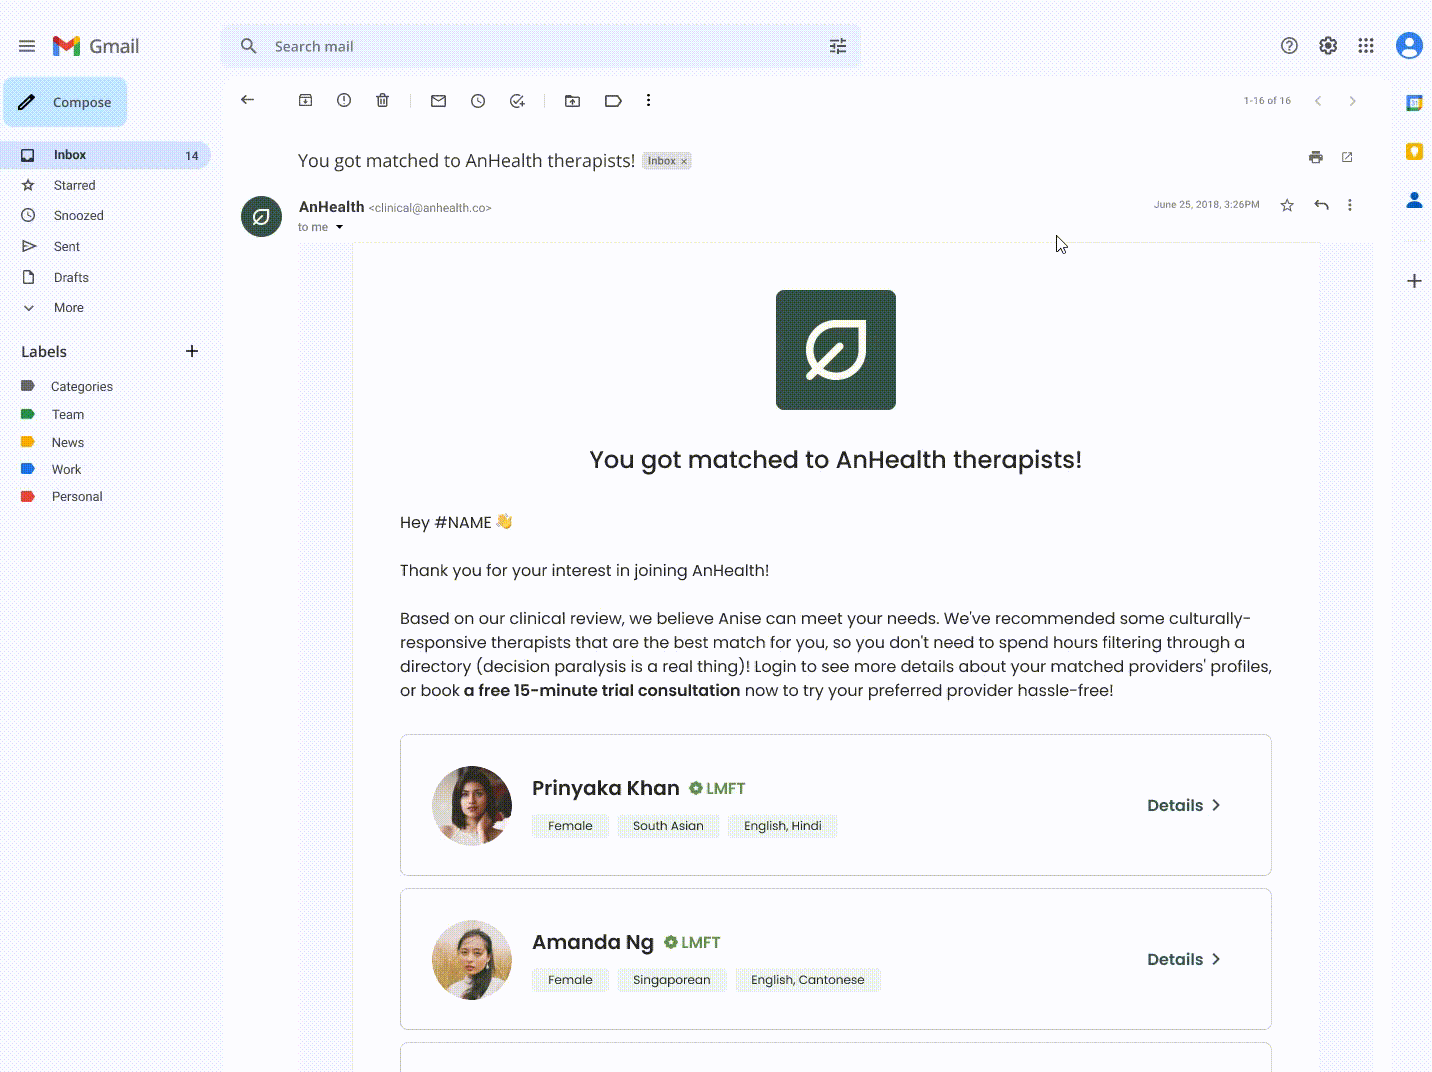 Gmail
Search mail
Compose
1-16 of 16
Inbox 14
Starred
Snoozed
Sent
Drafts
More
Labels
Categories
Team
News
Work
Personal
You got matched to AnHealth therapists! Inbox ×
AnHealth <clinical@anhealth.co>
June 25, 2018, 3:26PM
to me
You got matched to AnHealth therapists!
Hey #NAME 👋
Thank you for your interest in joining AnHealth!
Based on our clinical review, we believe Anise can meet your needs. We've recommended some culturally-
responsive therapists that are the best match for you, so you don't need to spend hours filtering through a
directory (decision paralysis is a real thing)! Login to see more details about your matched providers' profiles,
or book a free 15-minute trial consultation now to try your preferred provider hassle-free!
Prinyaka Khan LMFT
Female South Asian English, Hindi
Details
Amanda Ng LMFT
Female Singaporean English, Cantonese
Details